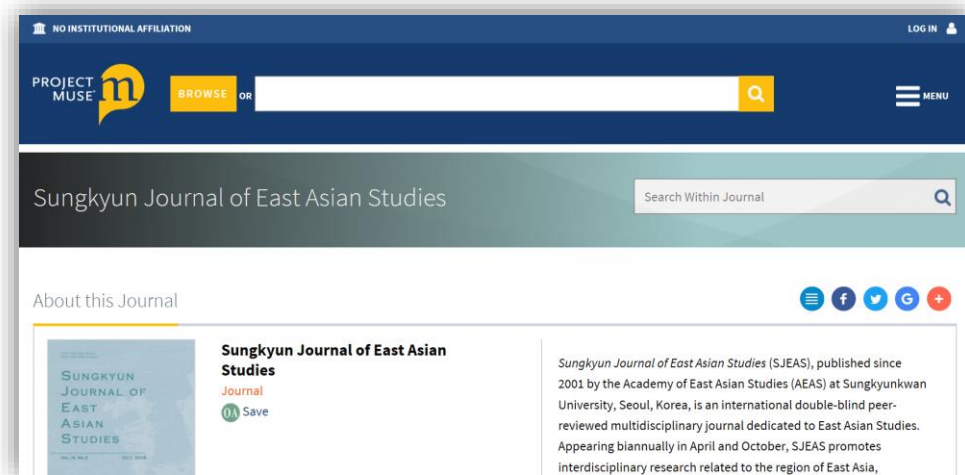 NO INSTITUTIONAL AFFILIATION
LOG IN
PROJECT
MUSE
BROWSE OR
MENU
Sungkyun Journal of East Asian Studies
Search Within Journal
About this Journal
SUNGKYUN
JOURNAL OF
EAST
ASIAN
STUDIES
Sungkyun Journal of East Asian
Studies
Journal
OA Save
Sungkyun Journal of East Asian Studies (SJEAS), published since
2001 by the Academy of East Asian Studies (AEAS) at Sungkyunkwan
University, Seoul, Korea, is an international double-blind peer-
reviewed multidisciplinary journal dedicated to East Asian Studies.
Appearing biannually in April and October, SJEAS promotes
interdisciplinary research related to the region of East Asia,